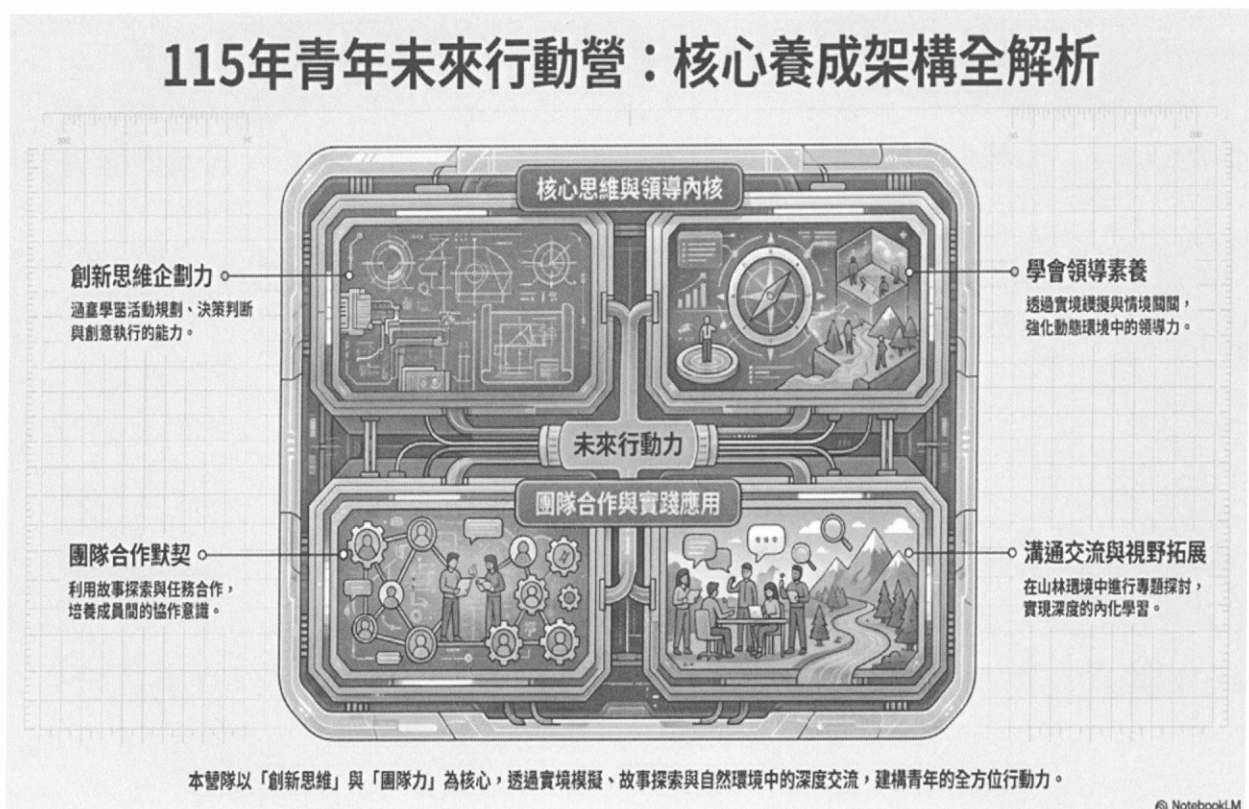 115年青年未來行動營：核心養成架構全解析
核心思維與領導內核
創新思維企劃力
涵蓋學習活動規劃、決策判斷
與創意執行的能力。
學會領導素養
透過實境模擬與情境闖關，
強化動態環境中的領導力。
未來行動力
團隊合作與實踐應用
團隊合作默契
利用故事探索與任務合作，
培養成員間的協作意識。
溝通交流與視野拓展
在山林環境中進行專題探討，
實現深度的內化學習。
本營隊以「創新思維」與「團隊力」為核心，透過實境模擬、故事探索與自然環境中的深度交流，建構青年的全方位行動力。
NotebookLM